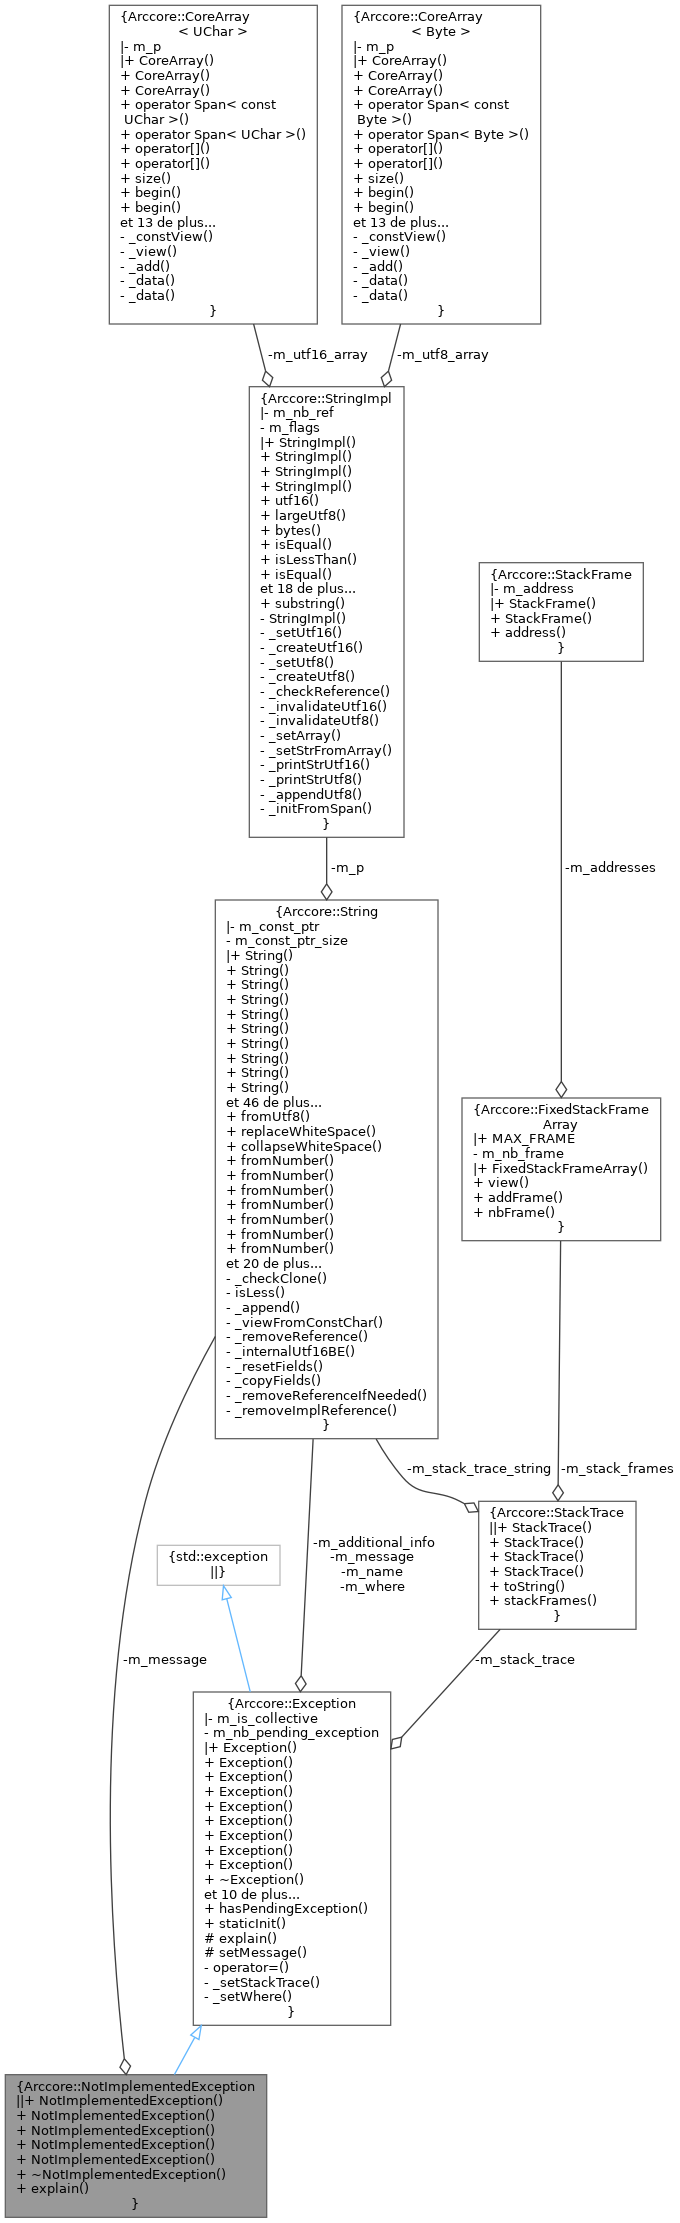 {Arccore::CoreArray
< UChar >
|- m_p
|+ CoreArray()
+ CoreArray()
+ CoreArray()
+ operator Span< const
UChar >()
+ operator Span< UChar >()
+ operator[]()
+ operator[]()
+ size()
+ begin()
+ begin()
et 13 de plus...
- _constView()
- _view()
- _add()
- _data()
- _data()
}
{Arccore::CoreArray
< Byte >
|- m_p
|+ CoreArray()
+ CoreArray()
+ CoreArray()
+ operator Span< const
Byte >()
+ operator Span< Byte >()
+ operator[]()
+ operator[]()
+ size()
+ begin()
+ begin()
et 13 de plus...
- _constView()
- _view()
- _add()
- _data()
- _data()
}
-m_utf16_array
-m_utf8_array
{Arccore::StringImpl
|- m_nb_ref
- m_flags
|+ StringImpl()
+ StringImpl()
+ StringImpl()
+ StringImpl()
+ utf16()
+ largeUtf8()
+ bytes()
+ isEqual()
+ isLessThan()
+ isEqual()
et 18 de plus...
+ substring()
- StringImpl()
- _setUtf16()
- _createUtf16()
- _setUtf8()
- _createUtf8()
- _checkReference()
- _invalidateUtf16()
- _invalidateUtf8()
- _setArray()
- _setStrFromArray()
- _printStrUtf16()
- _printStrUtf8()
- _appendUtf8()
- _initFromSpan()
}
{Arccore::StackFrame
|- m_address
|+ StackFrame()
+ StackFrame()
+ address()
}
-m_p
-m_addresses
{Arccore::String
|- m_const_ptr
- m_const_ptr_size
|+ String()
+ String()
+ String()
+ String()
+ String()
+ String()
+ String()
+ String()
+ String()
+ String()
et 46 de plus...
+ fromUtf8()
+ replaceWhiteSpace()
+ collapseWhiteSpace()
+ fromNumber()
+ fromNumber()
+ fromNumber()
+ fromNumber()
+ fromNumber()
+ fromNumber()
+ fromNumber()
et 20 de plus...
- _checkClone()
- isLess()
- _append()
- _viewFromConstChar()
- _removeReference()
- _internalUtf16BE()
- _resetFields()
- _copyFields()
- _removeReferenceIfNeeded()
- _removeImplReference()
}
{Arccore::FixedStackFrame
Array
|+ MAX_FRAME
- m_nb_frame
|+ FixedStackFrameArray()
+ view()
+ addFrame()
+ nbFrame()
}
-m_stack_trace_string
-m_stack_frames
{Arccore::StackTrace
||+ StackTrace()
+ StackTrace()
+ StackTrace()
+ StackTrace()
+ toString()
+ stackFrames()
}
-m_additional_info
-m_message
-m_name
-m_where
{std::exception
||}
-m_message
-m_stack_trace
{Arccore::Exception
|- m_is_collective
- m_nb_pending_exception
|+ Exception()
+ Exception()
+ Exception()
+ Exception()
+ Exception()
+ Exception()
+ Exception()
+ Exception()
+ Exception()
+ ~Exception()
et 10 de plus...
+ hasPendingException()
+ staticInit()
# explain()
# setMessage()
- operator=()
- _setStackTrace()
- _setWhere()
}
{Arccore::NotImplementedException
||+ NotImplementedException()
+ NotImplementedException()
+ NotImplementedException()
+ NotImplementedException()
+ NotImplementedException()
+ ~NotImplementedException()
+ explain()
}